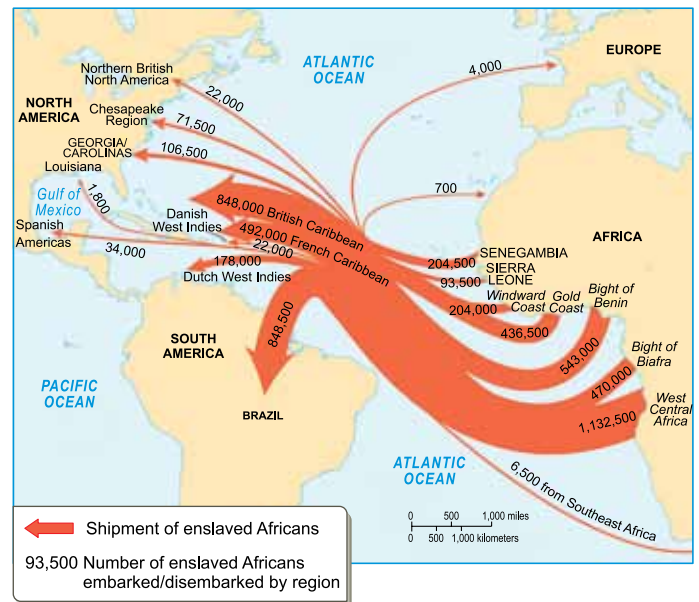 ATLANTIC
OCEAN
EUROPE
4,000
Northern British
North America
22,000
NORTH
AMERICA
Chesapeake
Region
71,500
GEORGIA/
CAROLINAS
106,500
Louisiana
1,800
700
Gulf of
Mexico
848,000 British Caribbean
Danish
West Indies
492,000 French Caribbean
22,000
Spanish
Americas
34,000
178,000
Dutch West Indies
AFRICA
SENEGAMBIA
204,500
SIERRA
LEONE
93,500
Windward
Coast
204,000
Gold
Coast
436,500
Bight of
Benin
543,000
Bight of
Biafra
470,000
West
Central
Africa
1,132,500
SOUTH
AMERICA
848,500
PACIFIC
OCEAN
BRAZIL
ATLANTIC
OCEAN
6,500 from Southeast Africa
0 500 1,000 miles
0 500 1,000 kilometers
Shipment of enslaved Africans
93,500 Number of enslaved Africans
embarked/disembarked by region